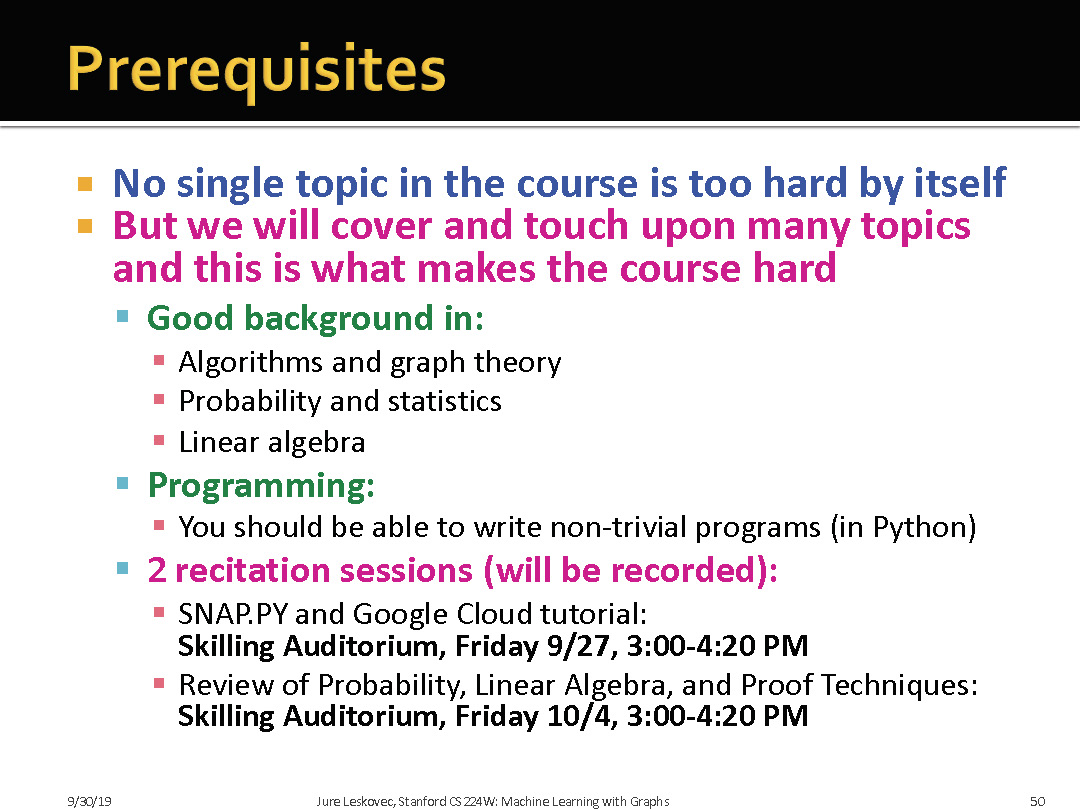 Prerequisites
No single topic in the course is too hard by itself
But we will cover and touch upon many topics
and this is what makes the course hard
Good background in:
Algorithms and graph theory
Probability and statistics
Linear algebra
Programming:
You should be able to write non-trivial programs (in Python)
2 recitation sessions (will be recorded):
SNAP.PY and Google Cloud tutorial:
Skilling Auditorium, Friday 9/27, 3:00-4:20 PM
Review of Probability, Linear Algebra, and Proof Techniques:
Skilling Auditorium, Friday 10/4, 3:00-4:20 PM
9/30/19
Jure Leskovec, Stanford CS224W: Machine Learning with Graphs
50